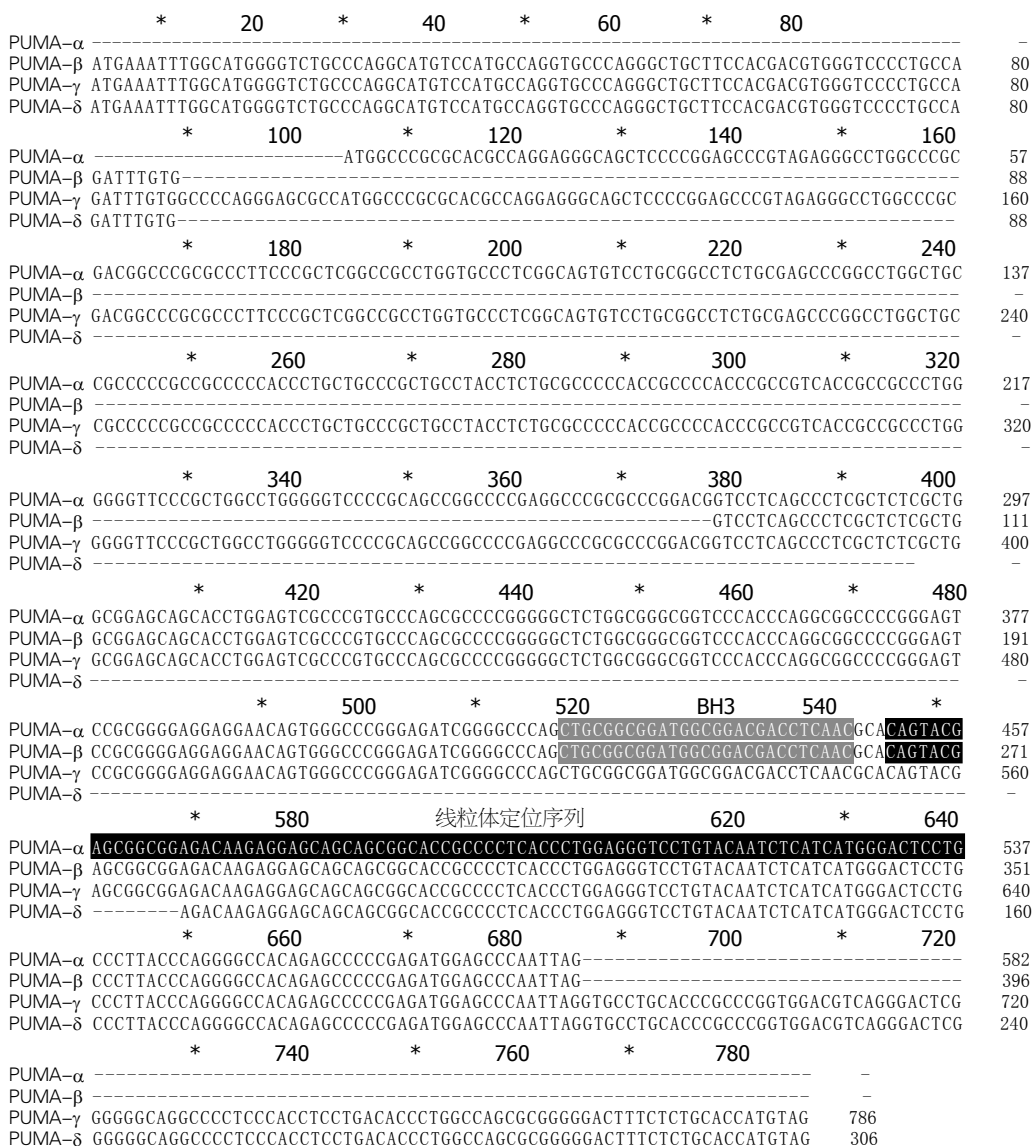 * 20 * 40 * 60 * 80
PUMA-α -------------------------------------------------------------------------------- -
PUMA-β ATGAAATTTGGCATGGGGTCTGCCCAGGCATGTCCATGCCAGGTGCCCAGGGCTGCTTCCACGACGTGGGTCCCCTGCCA 80
PUMA-γ ATGAAATTTGGCATGGGGTCTGCCCAGGCATGTCCATGCCAGGTGCCCAGGGCTGCTTCCACGACGTGGGTCCCCTGCCA 80
PUMA-δ ATGAAATTTGGCATGGGGTCTGCCCAGGCATGTCCATGCCAGGTGCCCAGGGCTGCTTCCACGACGTGGGTCCCCTGCCA 80
* 100 * 120 * 140 * 160
PUMA-α -----------------------ATGGCCCGCGCACGCCAGGAGGGCAGCTCCCCGGAGCCCGTAGAGGGCCTGGCCCGC 57
PUMA-β GATTTGTG------------------------------------------------------------------------ 88
PUMA-γ GATTTGTGGCCCCAGGGAGCGCCATGGCCCGCGCACGCCAGGAGGGCAGCTCCCCGGAGCCCGTAGAGGGCCTGGCCCGC 160
PUMA-δ GATTTGTG------------------------------------------------------------------------ 88
* 180 * 200 * 220 * 240
PUMA-α GACGGCCCGCGCCCTTCCCGCTCGGCCGCCTGGTGCCCTCGGCAGTGTCCTGCGGCCTCTGCGAGCCCGGCCTGGCTGC 137
PUMA-β -------------------------------------------------------------------------------- -
PUMA-γ GACGGCCCGCGCCCTTCCCGCTCGGCCGCCTGGTGCCCTCGGCAGTGTCCTGCGGCCTCTGCGAGCCCGGCCTGGCTGC 240
PUMA-δ -------------------------------------------------------------------------------- -
* 260 * 280 * 300 * 320
PUMA-α CGCCCCCGCCGCCCCCACCCTGCTGCCCGCTGCCTACCTCTGCGCCCCCACCGCCCCACCCGCCGTCACCGCCGCCCTGG 217
PUMA-β -------------------------------------------------------------------------------- -
PUMA-γ CGCCCCCGCCGCCCCCACCCTGCTGCCCGCTGCCTACCTCTGCGCCCCCACCGCCCCACCCGCCGTCACCGCCGCCCTGG 320
PUMA-δ -------------------------------------------------------------------------------- -
* 340 * 360 * 380 * 400
PUMA-α GGGGTTCCCGCTGGCCTGGGGGTCCCCGCAGCCGGCCCCGAGGCCCGCGCCCGGACGGTCCTCAGCCCTCGCTCTCGCTG 297
PUMA-β ---------------------------------------------------------GTCCTCAGCCCTCGCTCTCGCTG 111
PUMA-γ GGGGTTCCCGCTGGCCTGGGGGTCCCCGCAGCCGGCCCCGAGGCCCGCGCCCGGACGGTCCTCAGCCCTCGCTCTCGCTG 400
PUMA-δ ---------------------------------------------------------------------------- -
* 420 * 440 * 460 * 480
PUMA-α GCGGAGCAGCACCTGGAGTCGCCCGTGCCCAGCGCCCCGGGGGCTCTGGCGGGCGGTCCCACCCAGGCGGCCCCGGGAGT 377
PUMA-β GCGGAGCAGCACCTGGAGTCGCCCGTGCCCAGCGCCCCGGGGGCTCTGGCGGGCGGTCCCACCCAGGCGGCCCCGGGAGT 191
PUMA-γ GCGGAGCAGCACCTGGAGTCGCCCGTGCCCAGCGCCCCGGGGGCTCTGGCGGGCGGTCCCACCCAGGCGGCCCCGGGAGT 480
PUMA-δ -------------------------------------------------------------------------------- -
* 500 * 520 BH3 540 *
PUMA-α CCGCGGGGAGGAGGAACAGTGGGCCCGGGAGATCGGGGCCCAGCTGCGGCGGATGGCGGACGACCTCAACGCA CAGTACG 457
PUMA-β CCGCGGGGAGGAGGAACAGTGGGCCCGGGAGATCGGGGCCCAGCTGCGGCGGATGGCGGACGACCTCAACGCA CAGTACG 271
PUMA-γ CCGCGGGGAGGAGGAACAGTGGGCCCGGGAGATCGGGGCCCAGCTGCGGCGGATGGCGGACGACCTCAACGCACAGTACG 560
PUMA-δ -------------------------------------------------------------------------------- -
* 580 线粒体定位序列 620 * 640
PUMA-α AGCGGCGGAGACAAGAGGAGCAGCAGCGGCACCGCCCCTCACCCTGGAGGGTCCTGTACAATCTCATCATGGGACTCCTG 537
PUMA-β AGCGGCGGAGACAAGAGGAGCAGCAGCGGCACCGCCCCTCACCCTGGAGGGTCCTGTACAATCTCATCATGGGACTCCTG 351
PUMA-γ AGCGGCGGAGACAAGAGGAGCAGCAGCGGCACCGCCCCTCACCCTGGAGGGTCCTGTACAATCTCATCATGGGACTCCTG 640
PUMA-δ --------AGACAAGAGGAGCAGCAGCGGCACCGCCCCTCACCCTGGAGGGTCCTGTACAATCTCATCATGGGACTCCTG 160
* 660 * 680 * 700 * 720
PUMA-α CCCTTACCCAGGGGCCACAGAGCCCCCGAGATGGAGCCCAATTAG----------------------------------- 582
PUMA-β CCCTTACCCAGGGGCCACAGAGCCCCCGAGATGGAGCCCAATTAG----------------------------------- 396
PUMA-γ CCCTTACCCAGGGGCCACAGAGCCCCCGAGATGGAGCCCAATTAGGTGCCTGCACCCGCCCGGTGGACGTCAGGGACTCG 720
PUMA-δ CCCTTACCCAGGGGCCACAGAGCCCCCGAGATGGAGCCCAATTAGGTGCCTGCACCCGCCCGGTGGACGTCAGGGACTCG 240
* 740 * 760 * 780
PUMA-α ------------------------------------------------------------------ -
PUMA-β ------------------------------------------------------------------ -
PUMA-γ GGGGGCAGGCCCCTCCCACCTCCTGACACCCTGGCCAGCGCGGGGGACTTTCTCTGCACCATGTAG 786
PUMA-δ GGGGGCAGGCCCCTCCCACCTCCTGACACCCTGGCCAGCGCGGGGGACTTTCTCTGCACCATGTAG 306